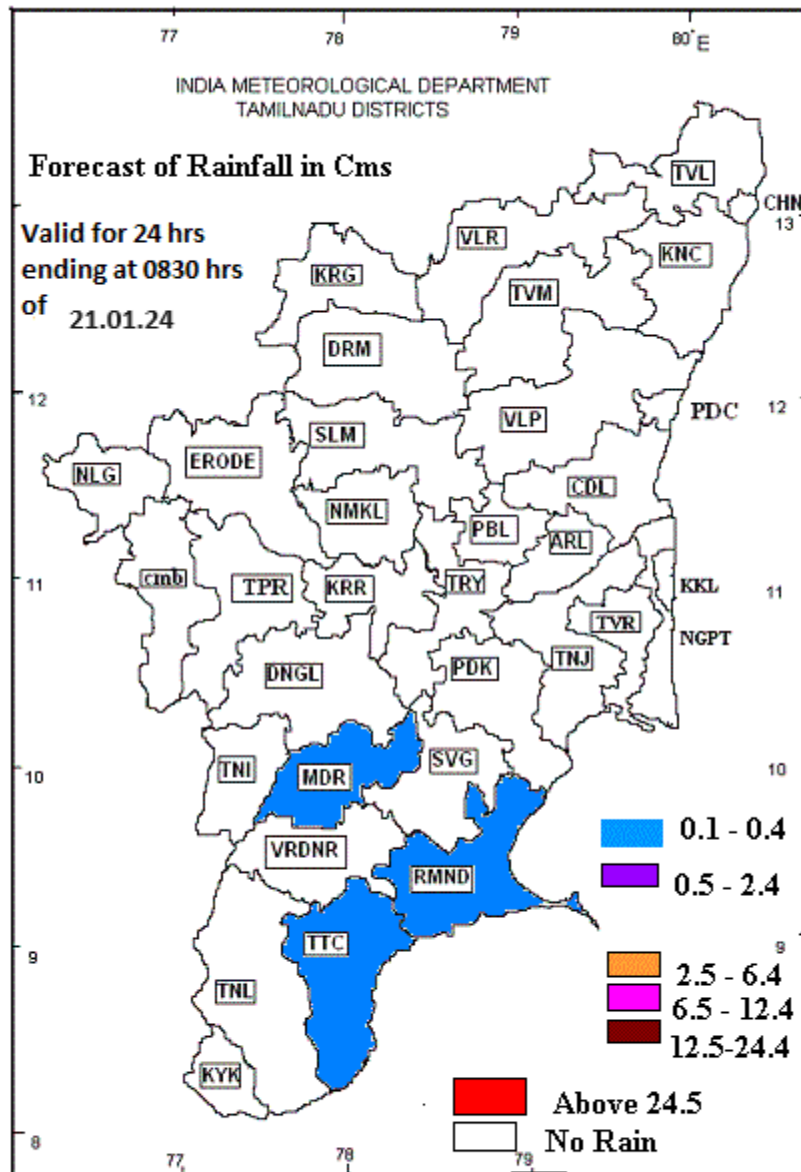 77 78 79 80°E
INDIA METEOROLOGICAL DEPARTMENT
TAMILNADU DISTRICTS
Forecast of Rainfall in Cms
TVL
CHN
13
Valid for 24 hrs
ending at 0830 hrs
of 21.01.24
VLR
KNC
KRG
TVM
DRM
12
12
PDC
VLP
SLM
ERODE
NLG
CDL
NMKL
PBL
ARL
11
cmb
TPR
KRR
TRY
KKL
11
TVR
NGPT
DNGL
PDK
TNJ
10
TNI
MDR
SVG
10
0.1 - 0.4
VRDNR
RMND
0.5 - 2.4
9
TTC
9
2.5 - 6.4
TNL
6.5 - 12.4
12.5-24.4
KYK
Above 24.5
8
No Rain
77 78 79